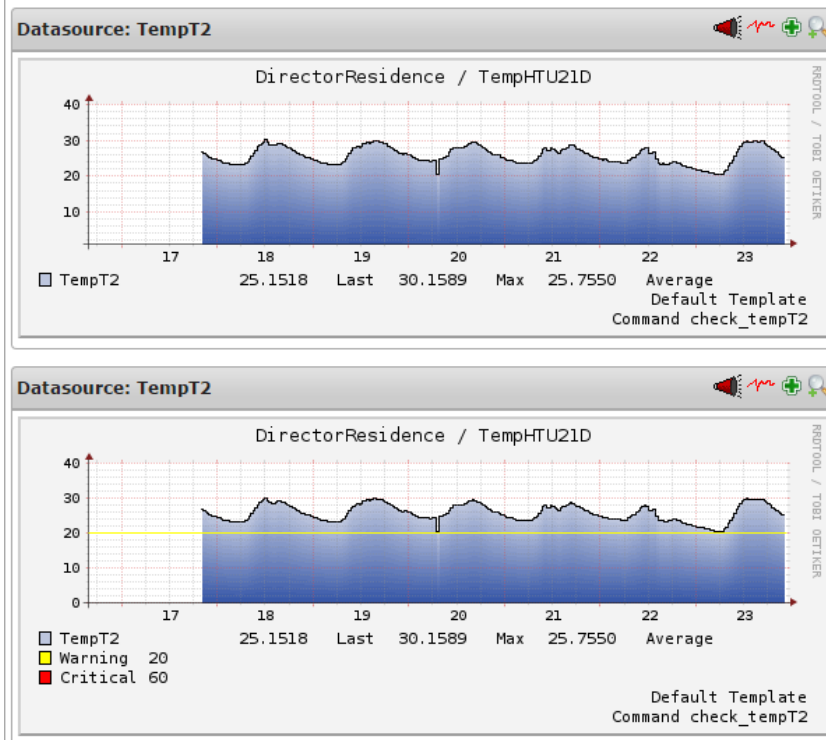 Datasource: TempT2
DirectorResidence / TempHTU21D
RRDTOOL / TOBI OETIKER
40
30
20
10
17 18 19 20 21 22 23
TempT2 25.1518 Last 30.1589 Max 25.7550 Average
Default Template
Command check_tempT2
Datasource: TempT2
DirectorResidence / TempHTU21D
RRDTOOL / TOBI OETIKER
40
30
20
10
0
17 18 19 20 21 22 23
TempT2 25.1518 Last 30.1589 Max 25.7550 Average
Warning 20
Critical 60
Default Template
Command check_tempT2